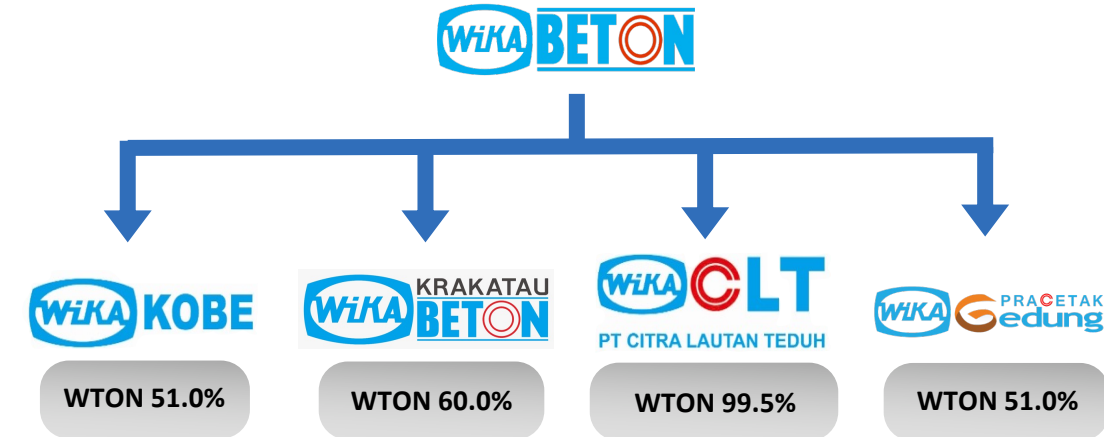 WiKA BETON
WiKA KOBE
WTON 51.0%
WiKA KRAKATAU
BETON
WTON 60.0%
WiKA CLT
PT CITRA LAUTAN TEDUH
WTON 99.5%
WiKA PRACETAK
Gedung
WTON 51.0%